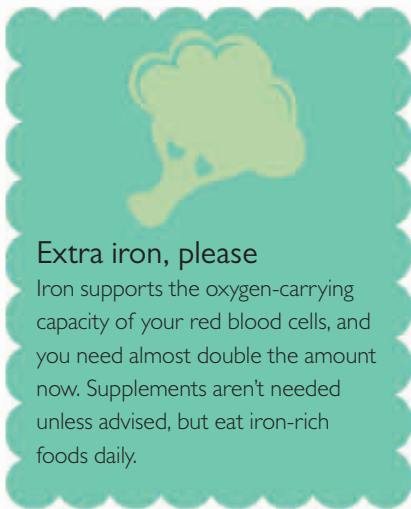 Extra iron, please
Iron supports the oxygen-carrying
capacity of your red blood cells, and
you need almost double the amount
now. Supplements aren’t needed
unless advised, but eat iron-rich
foods daily.